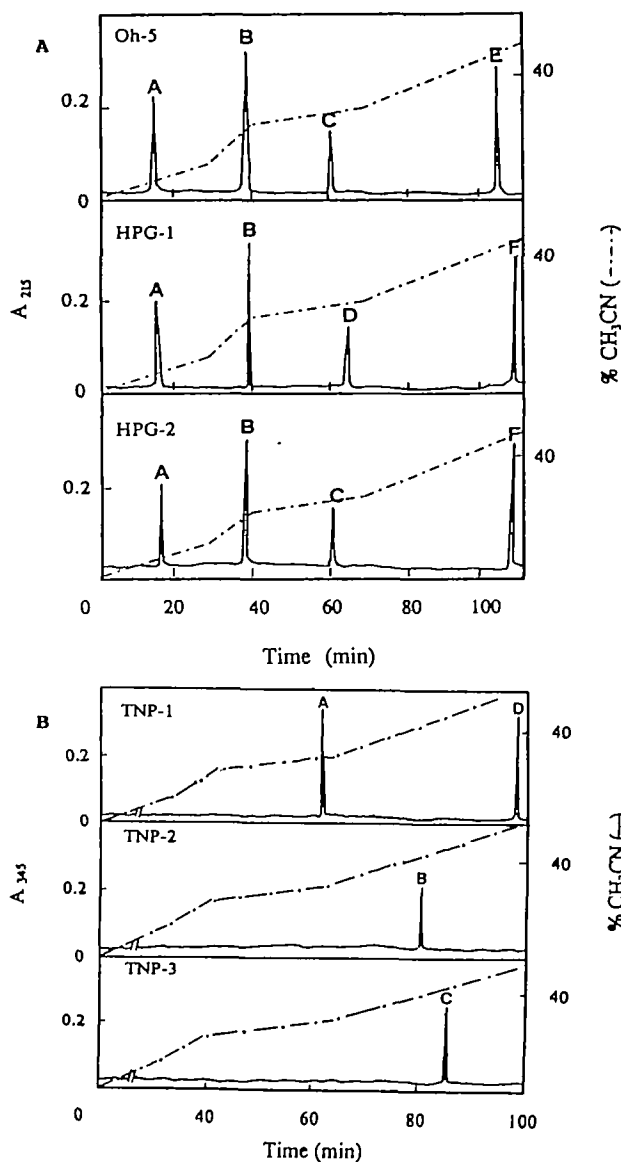 A
Oh-5
A
B
C
E
0.2
0
40
HPG-1
A
B
D
F
0.2
0
40
HPG-2
A
B
C
F
0.2
40
A 215
% CH3CN (-·-·-)
0 20 40 60 80 100
Time (min)
B
TNP-1
A
D
0.2
0
40
TNP-2
B
0.2
0
40
TNP-3
C
0.2
40
A 345
% CH3CN (
0 40 60 80 100
Time (min)